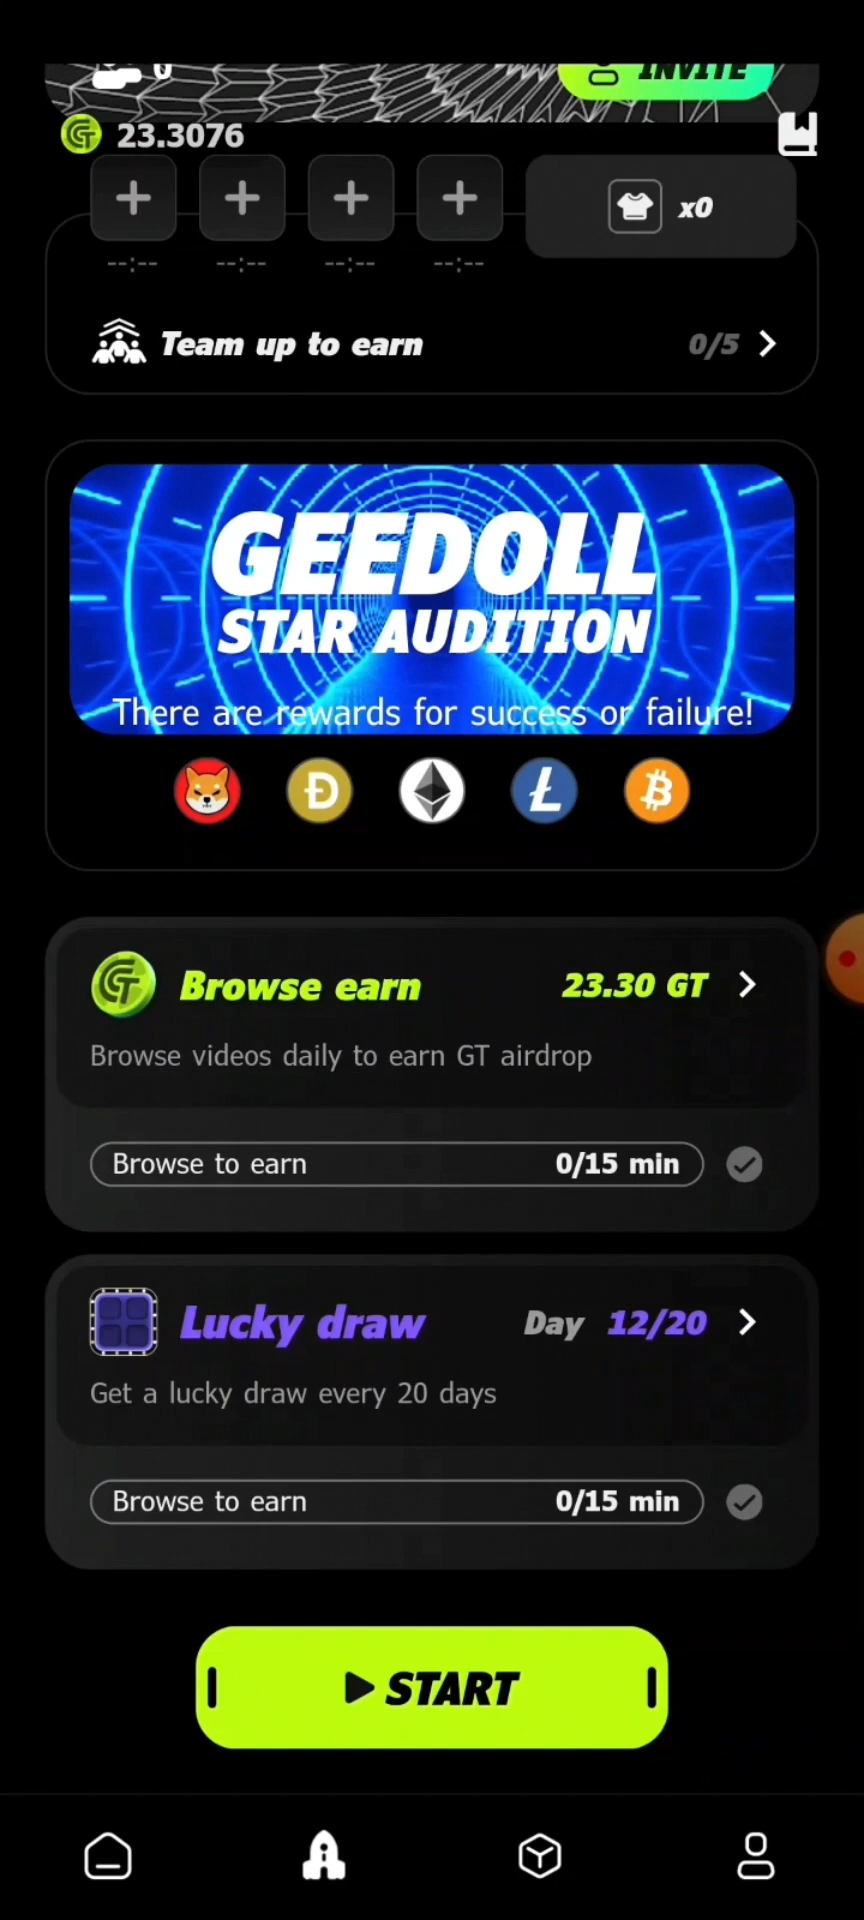 0
INVITE
23.3076
x0
--:-- --:-- --:-- --:--
Team up to earn 0/5
GEEDOLL
STAR AUDITION
There are rewards for success or failure!
Browse earn 23.30 GT
Browse videos daily to earn GT airdrop
Browse to earn 0/15 min
Lucky draw Day 12/20
Get a lucky draw every 20 days
Browse to earn 0/15 min
START